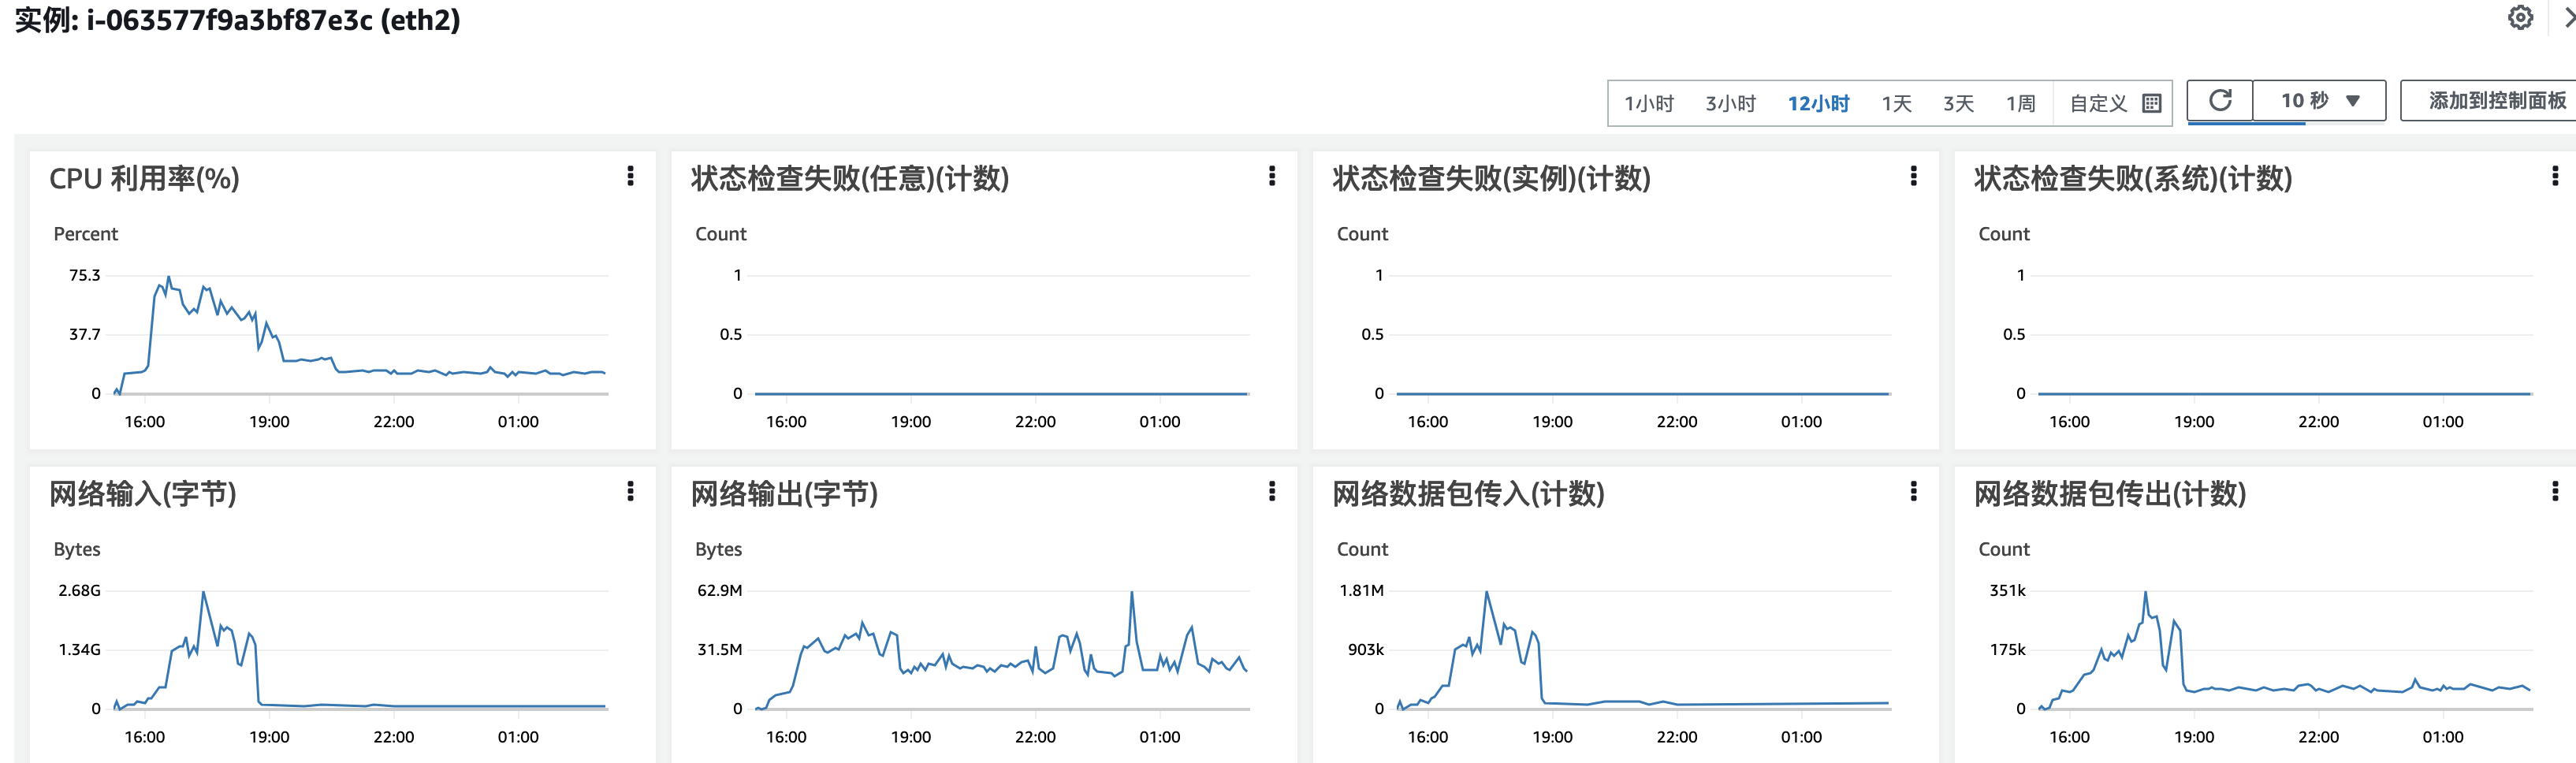 实例: i-063577f9a3bf87e3c (eth2)
1小时 3小时 12小时 1天 3天 1周 自定义 10 秒 添加到控制面板
CPU 利用率(%)
Percent
75.3
37.7
0
16:00 19:00 22:00 01:00
状态检查失败(任意)(计数)
Count
1
0.5
0
16:00 19:00 22:00 01:00
状态检查失败(实例)(计数)
Count
1
0.5
0
16:00 19:00 22:00 01:00
状态检查失败(系统)(计数)
Count
1
0.5
0
16:00 19:00 22:00 01:00
网络输入(字节)
Bytes
2.68G
1.34G
0
16:00 19:00 22:00 01:00
网络输出(字节)
Bytes
62.9M
31.5M
0
16:00 19:00 22:00 01:00
网络数据包传入(计数)
Count
1.81M
903k
0
16:00 19:00 22:00 01:00
网络数据包传出(计数)
Count
351k
175k
0
16:00 19:00 22:00 01:00